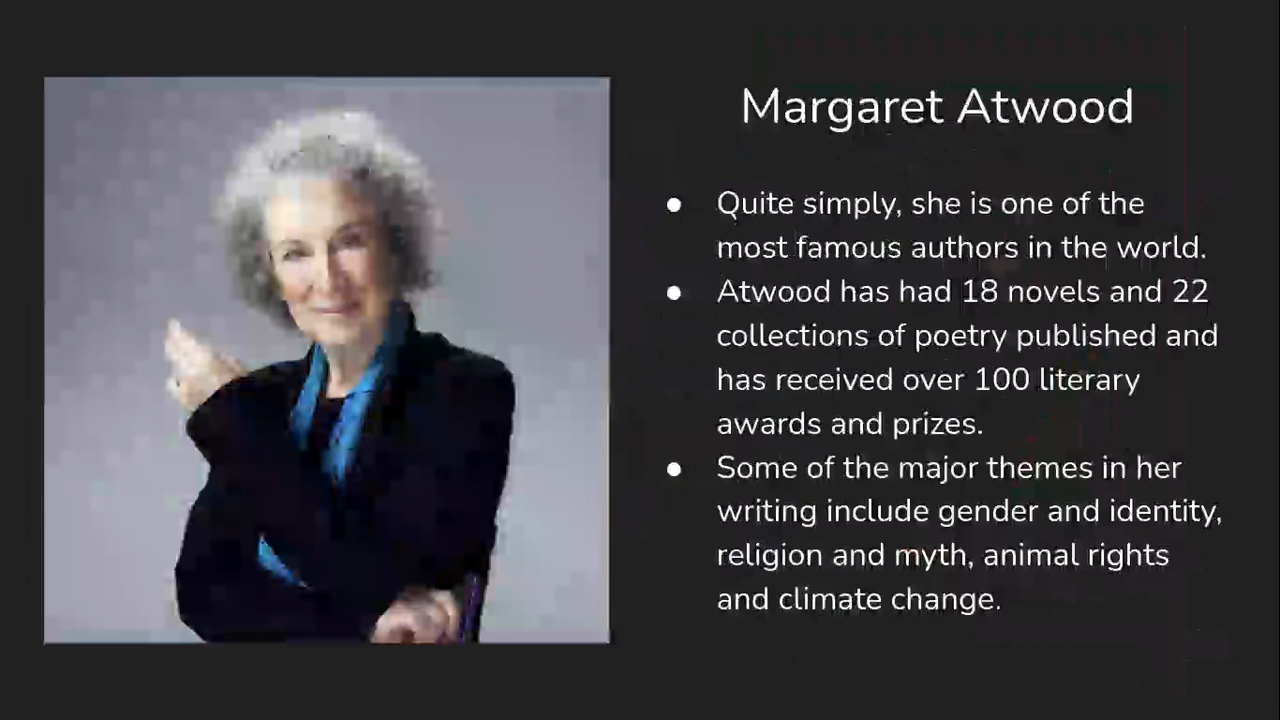 Margaret Atwood
● Quite simply, she is one of the
most famous authors in the world.
● Atwood has had 18 novels and 22
collections of poetry published and
has received over 100 literary
awards and prizes.
● Some of the major themes in her
writing include gender and identity,
religion and myth, animal rights
and climate change.